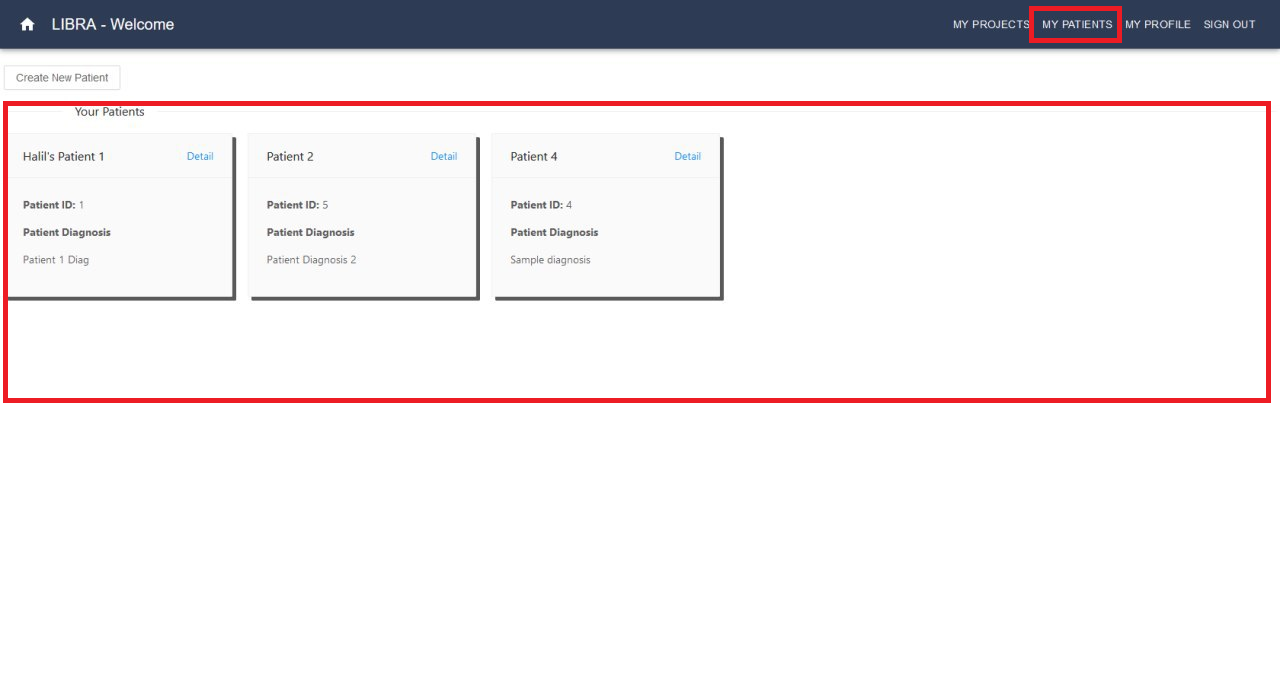 LIBRA - Welcome
MY PROJECTS MY PATIENTS MY PROFILE SIGN OUT
Create New Patient
Your Patients
Halil's Patient 1 Detail
Patient ID: 1
Patient Diagnosis
Patient 1 Diag
Patient 2 Detail
Patient ID: 5
Patient Diagnosis
Patient Diagnosis 2
Patient 4 Detail
Patient ID: 4
Patient Diagnosis
Sample diagnosis